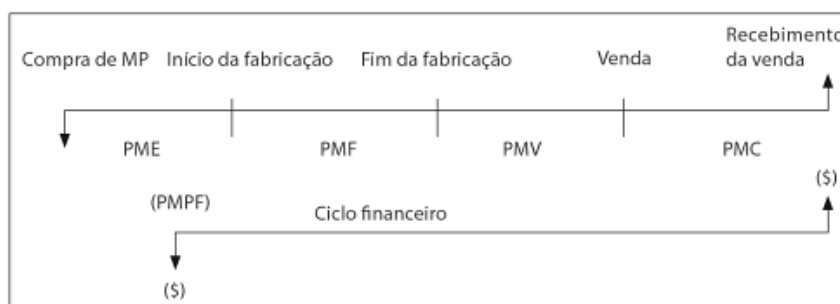 Recebimento
Compra de MP Início da fabricação Fim da fabricação Venda da venda
PME PMF PMV PMC
($)
(PMPF) Ciclo financeiro
($)